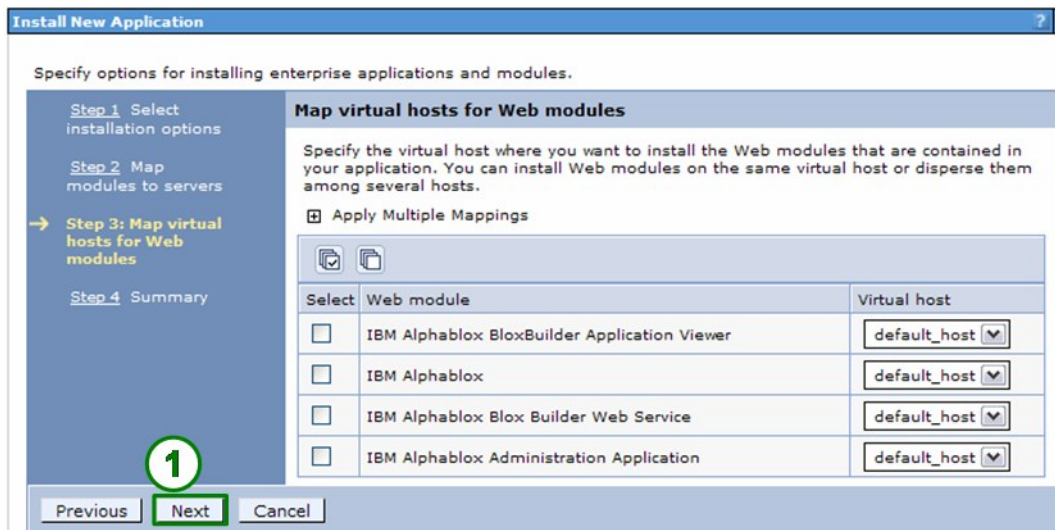 Install New Application
?
Specify options for installing enterprise applications and modules.
Step 1 Select
installation options
Step 2 Map
modules to servers
Step 3: Map virtual
hosts for Web
modules
Step 4 Summary
Map virtual hosts for Web modules
Specify the virtual host where you want to install the Web modules that are contained in
your application. You can install Web modules on the same virtual host or disperse them
among several hosts.
Apply Multiple Mappings
Select Web module Virtual host
IBM Alphablox BloxBuilder Application Viewer default_host
IBM Alphablox default_host
IBM Alphablox Blox Builder Web Service default_host
IBM Alphablox Administration Application default_host
1
Previous Next Cancel